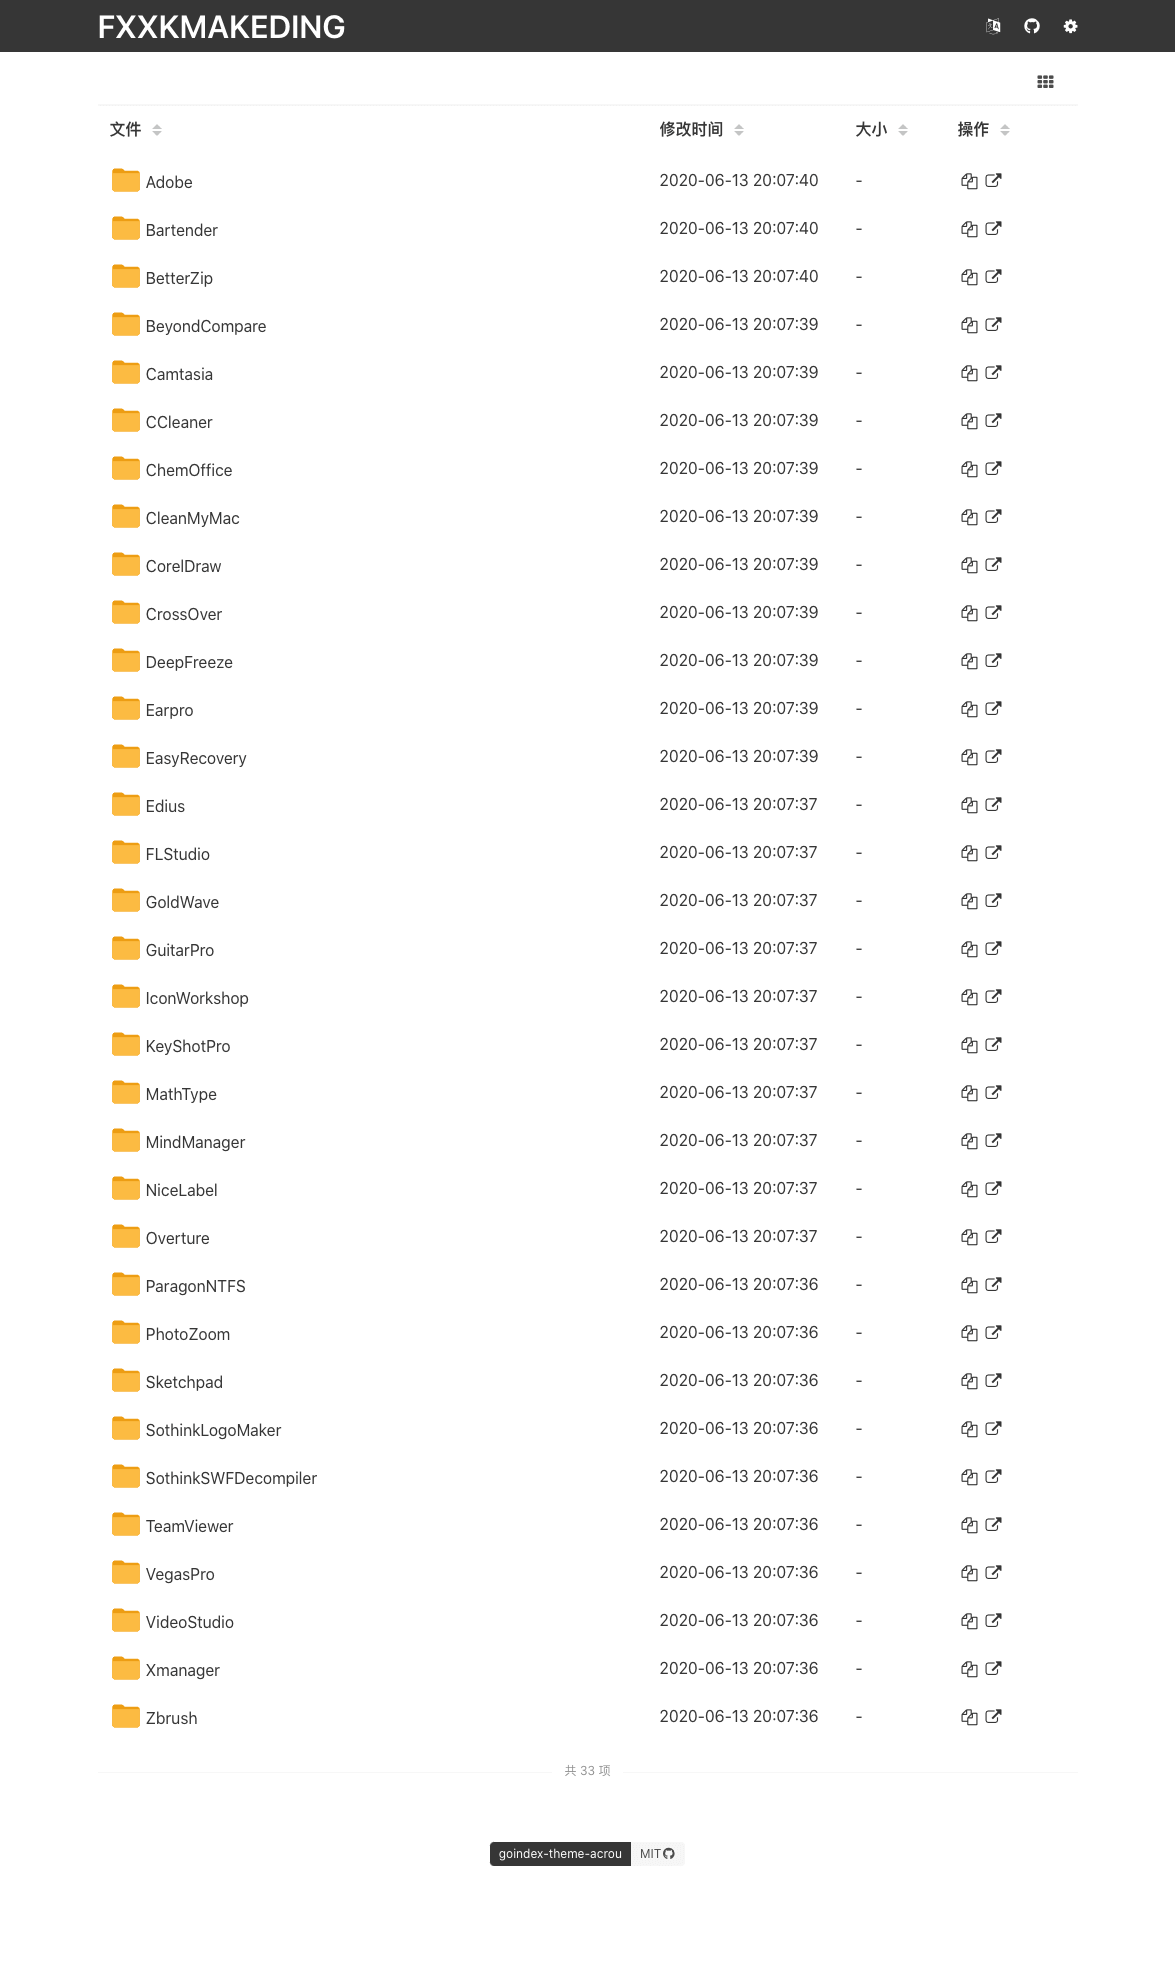 FXXKMAKEDING
文件 修改时间 大小 操作
Adobe 2020-06-13 20:07:40 -
Bartender 2020-06-13 20:07:40 -
BetterZip 2020-06-13 20:07:40 -
BeyondCompare 2020-06-13 20:07:39 -
Camtasia 2020-06-13 20:07:39 -
CCleaner 2020-06-13 20:07:39 -
ChemOffice 2020-06-13 20:07:39 -
CleanMyMac 2020-06-13 20:07:39 -
CorelDraw 2020-06-13 20:07:39 -
CrossOver 2020-06-13 20:07:39 -
DeepFreeze 2020-06-13 20:07:39 -
Earpro 2020-06-13 20:07:39 -
EasyRecovery 2020-06-13 20:07:39 -
Edius 2020-06-13 20:07:37 -
FLStudio 2020-06-13 20:07:37 -
GoldWave 2020-06-13 20:07:37 -
GuitarPro 2020-06-13 20:07:37 -
IconWorkshop 2020-06-13 20:07:37 -
KeyShotPro 2020-06-13 20:07:37 -
MathType 2020-06-13 20:07:37 -
MindManager 2020-06-13 20:07:37 -
NiceLabel 2020-06-13 20:07:37 -
Overture 2020-06-13 20:07:37 -
ParagonNTFS 2020-06-13 20:07:36 -
PhotoZoom 2020-06-13 20:07:36 -
Sketchpad 2020-06-13 20:07:36 -
SothinkLogoMaker 2020-06-13 20:07:36 -
SothinkSWFDecompiler 2020-06-13 20:07:36 -
TeamViewer 2020-06-13 20:07:36 -
VegasPro 2020-06-13 20:07:36 -
VideoStudio 2020-06-13 20:07:36 -
Xmanager 2020-06-13 20:07:36 -
Zbrush 2020-06-13 20:07:36 -
共 33 项
goindex-theme-acrou MIT